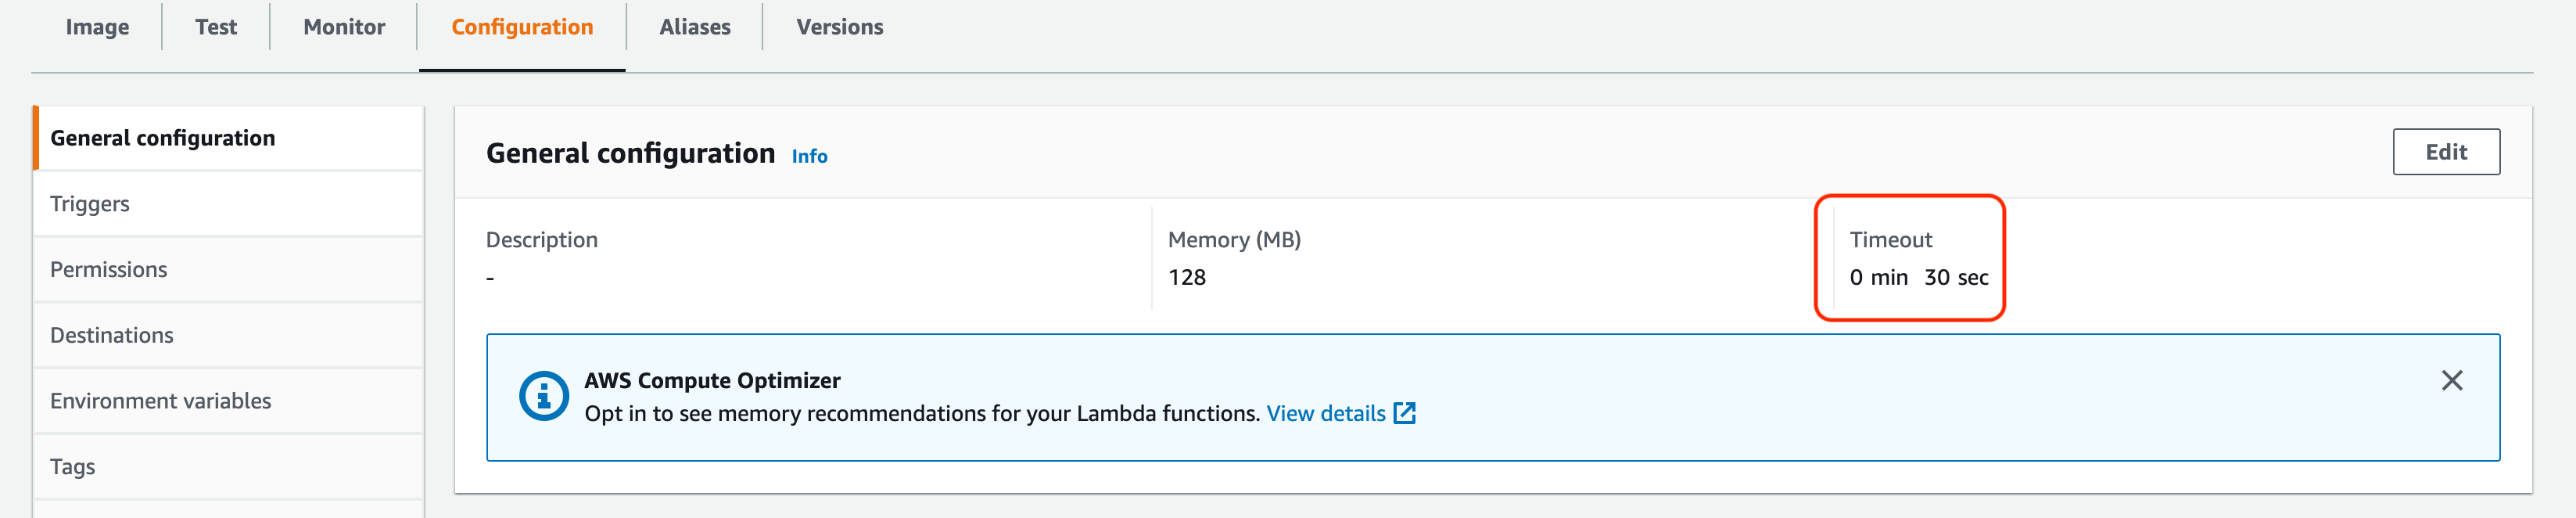 Image Test Monitor Configuration Aliases Versions
General configuration
Triggers
Permissions
Destinations
Environment variables
Tags
General configuration Info
Edit
Description
-
Memory (MB)
128
Timeout
0 min 30 sec
AWS Compute Optimizer
Opt in to see memory recommendations for your Lambda functions. View details